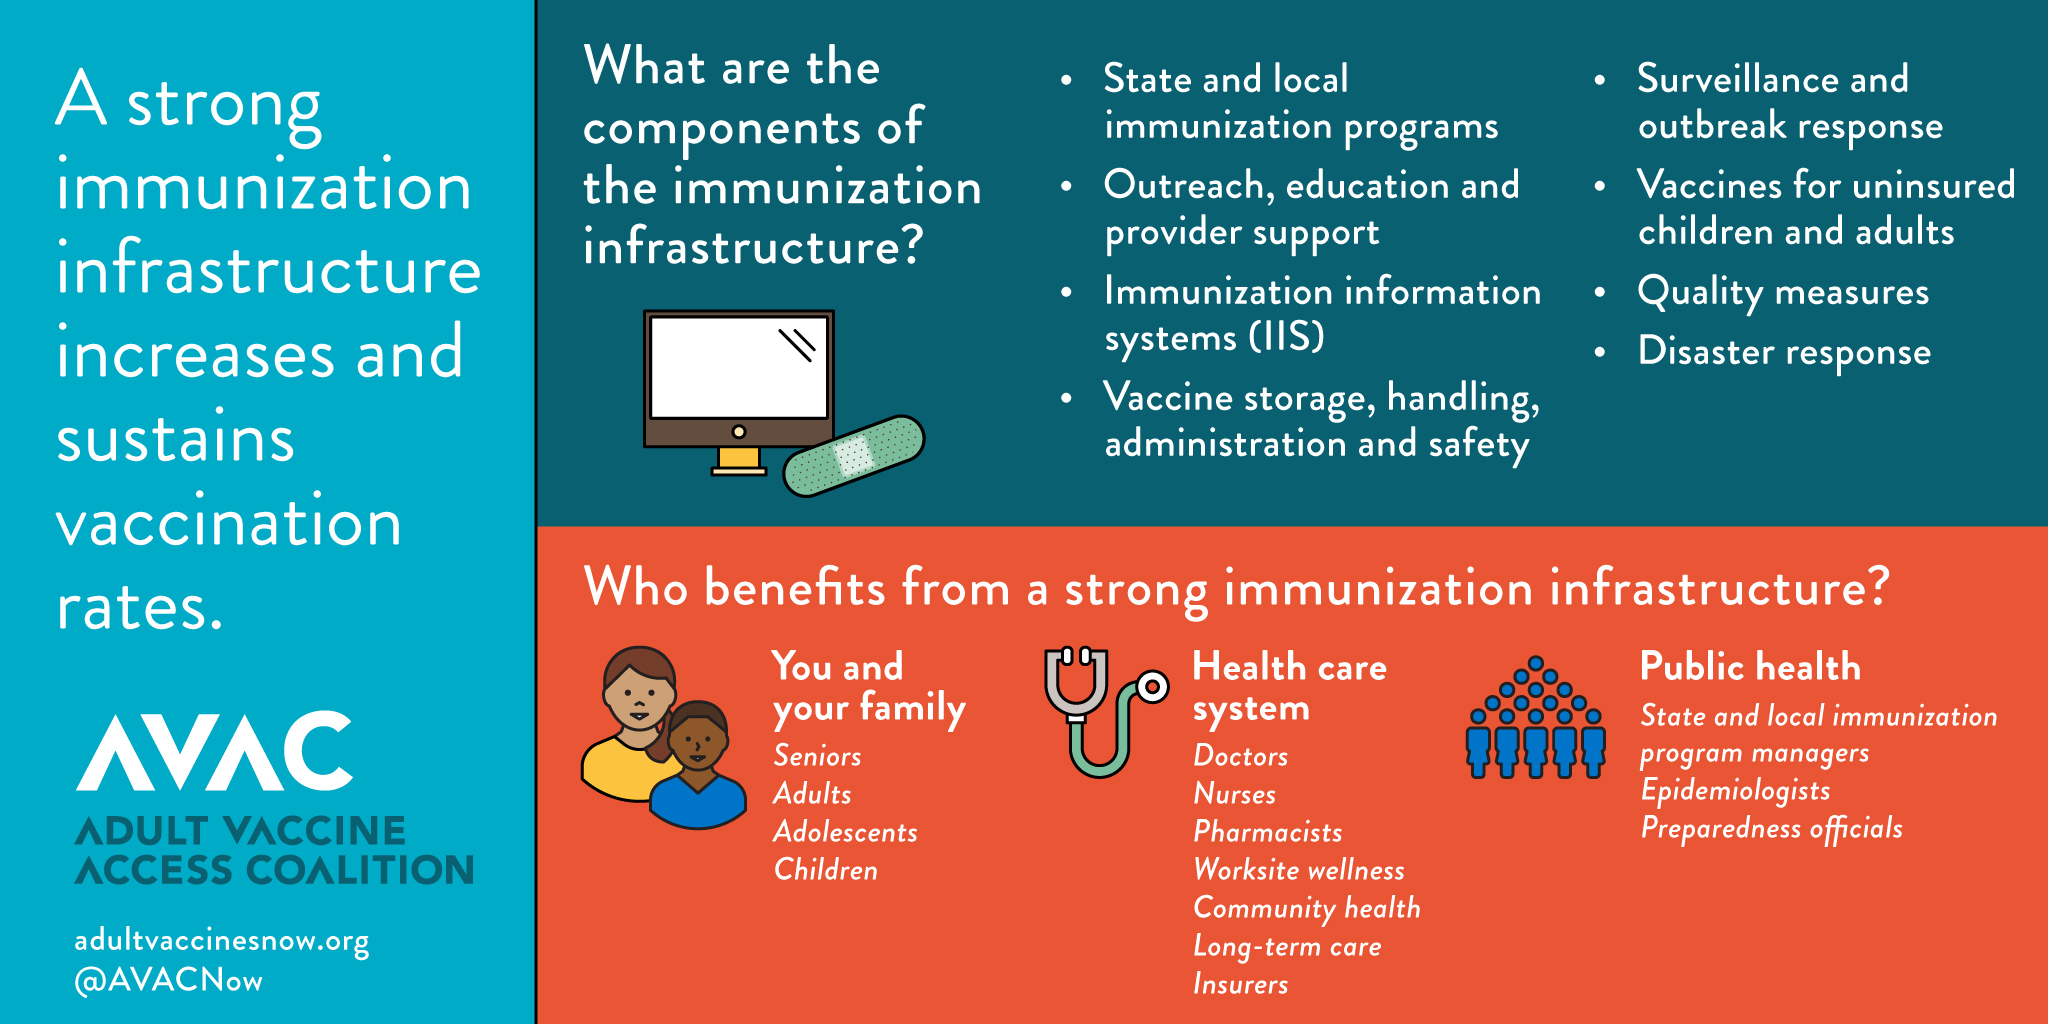 A strong
immunization
infrastructure
increases and
sustains
vaccination
rates.
AVAC
ADULT VACCINE
ACCESS COALITION
adultvaccinesnow.org
@AVACNow
What are the
components of
the immunization
infrastructure?
• State and local
immunization programs
• Outreach, education and
provider support
• Immunization information
systems (IIS)
• Vaccine storage, handling,
administration and safety
• Surveillance and
outbreak response
• Vaccines for uninsured
children and adults
• Quality measures
• Disaster response
Who benefits from a strong immunization infrastructure?
You and
your family
Seniors
Adults
Adolescents
Children
Health care
system
Doctors
Nurses
Pharmacists
Worksite wellness
Community health
Long-term care
Insurers
Public health
State and local immunization
program managers
Epidemiologists
Preparedness officials